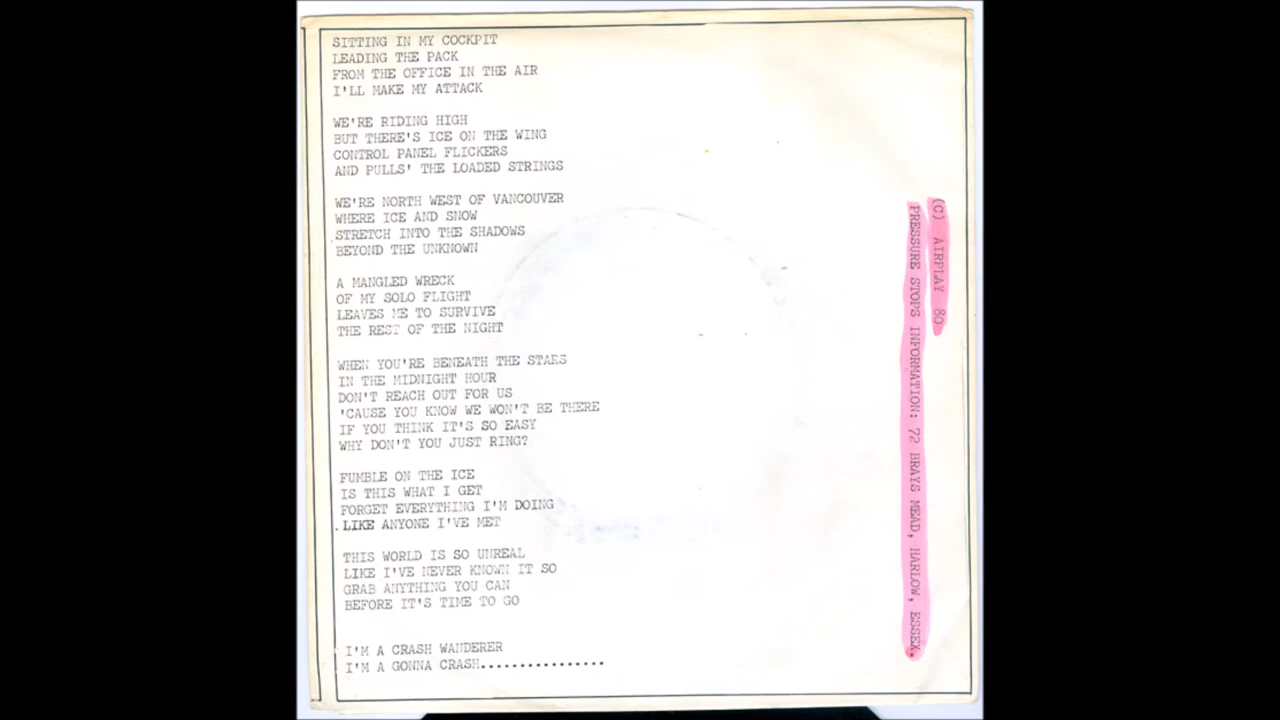 SITTING IN MY COCKPIT
LEADING THE PACK
FROM THE OFFICE IN THE AIR
I'LL MAKE MY ATTACK
WE'RE RIDING HIGH
BUT THERE'S ICE ON THE WING
CONTROL PANEL FLICKERS
AND PULLS' THE LOADED STRINGS
WE'RE NORTH WEST OF VANCOUVER
WHERE ICE AND SNOW
STRETCH INTO THE SHADOWS
BEYOND THE UNKNOWN
A MANGLED WRECK
OF MY SOLO FLIGHT
LEAVES ME TO SURVIVE
THE REST OF THE NIGHT
WHEN YOU'RE BENEATH THE STARS
IN THE MIDNIGHT HOUR
DON'T REACH OUT FOR US
'CAUSE YOU KNOW WE WON'T BE THERE
IF YOU THINK IT'S SO EASY
WHY DON'T YOU JUST RING?
FUMBLE ON THE ICE
IS THIS WHAT I GET
FORGET EVERYTHING I'M DOING
LIKE ANYONE I'VE MET
THIS WORLD IS SO UNREAL
LIKE I'VE NEVER KNOWN IT SO
GRAB ANYTHING YOU CAN
BEFORE IT'S TIME TO GO
I'M A CRASH WANDERER
I'M A GONNA CRASH................
(C) AIRPLAY 80
PRESSURE STOPS INFORMATION: 72 BRAYS MEAD, HARLOW, ESSEX.